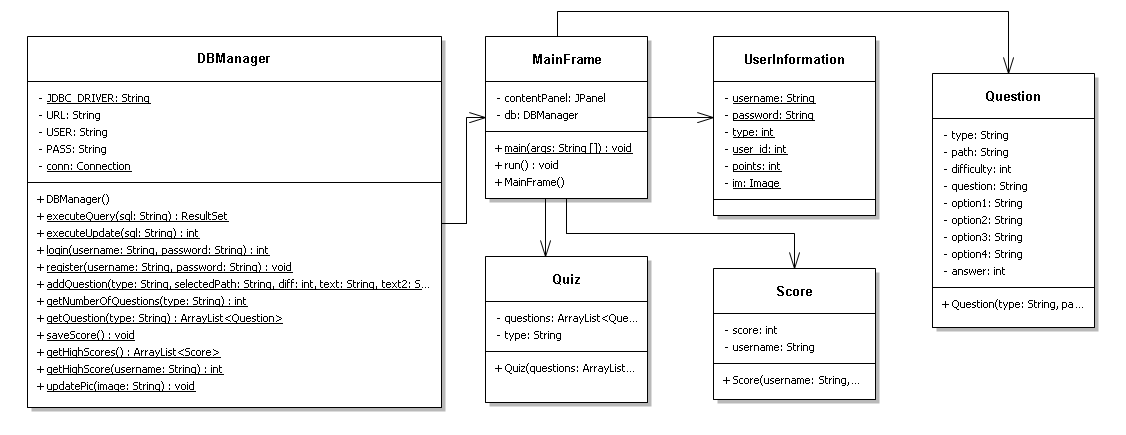 DBManager
- JDBC_DRIVER: String
- URL: String
- USER: String
- PASS: String
- conn: Connection
+ DBManager()
+ executeQuery(sql: String) : ResultSet
+ executeUpdate(sql: String) : int
+ login(username: String, password: String) : int
+ register(username: String, password: String) : void
+ addQuestion(type: String, selectedPath: String, diff: int, text: String, text2: S...
+ getNumberOfQuestions(type: String) : int
+ getQuestion(type: String) : ArrayList<Question>
+ saveScore() : void
+ getHighScores() : ArrayList<Score>
+ getHighScore(username: String) : int
+ updatePic(image: String) : void
MainFrame
- contentPanel: JPanel
- db: DBManager
+ main(args: String []) : void
+ run() : void
+ MainFrame()
UserInformation
- username: String
- password: String
- type: int
- user_id: int
- points: int
- im: Image
Question
- type: String
- path: String
- difficulty: int
- question: String
- option1: String
- option2: String
- option3: String
- option4: String
- answer: int
+ Question(type: String, pa...
Quiz
- questions: ArrayList<Que...
- type: String
+ Quiz(questions: ArrayList...
Score
- score: int
- username: String
+ Score(username: String,...